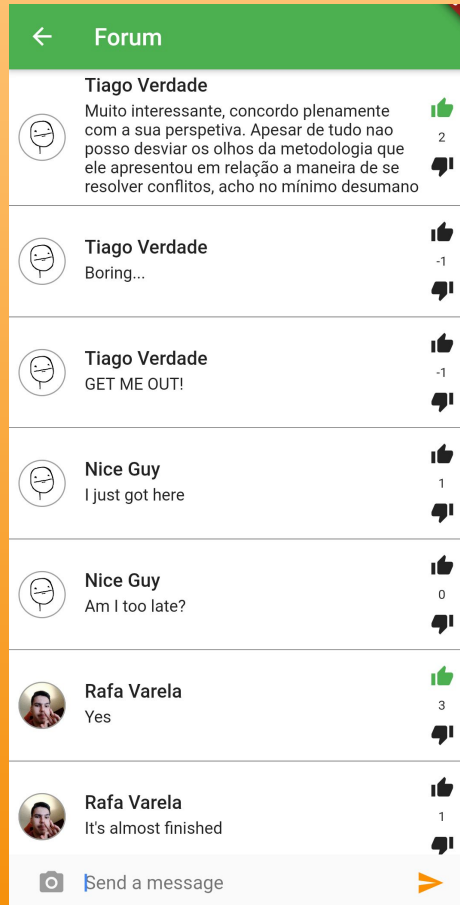 Forum
Tiago Verdade
Muito interessante, concordo plenamente
com a sua perspetiva. Apesar de tudo nao
posso desviar os olhos da metodologia que
ele apresentou em relação a maneira de se
resolver conflitos, acho no mínimo desumano
2
Tiago Verdade
Boring...
-1
Tiago Verdade
GET ME OUT!
-1
Nice Guy
I just got here
1
Nice Guy
Am I too late?
0
Rafa Varela
Yes
3
Rafa Varela
It's almost finished
1
Send a message